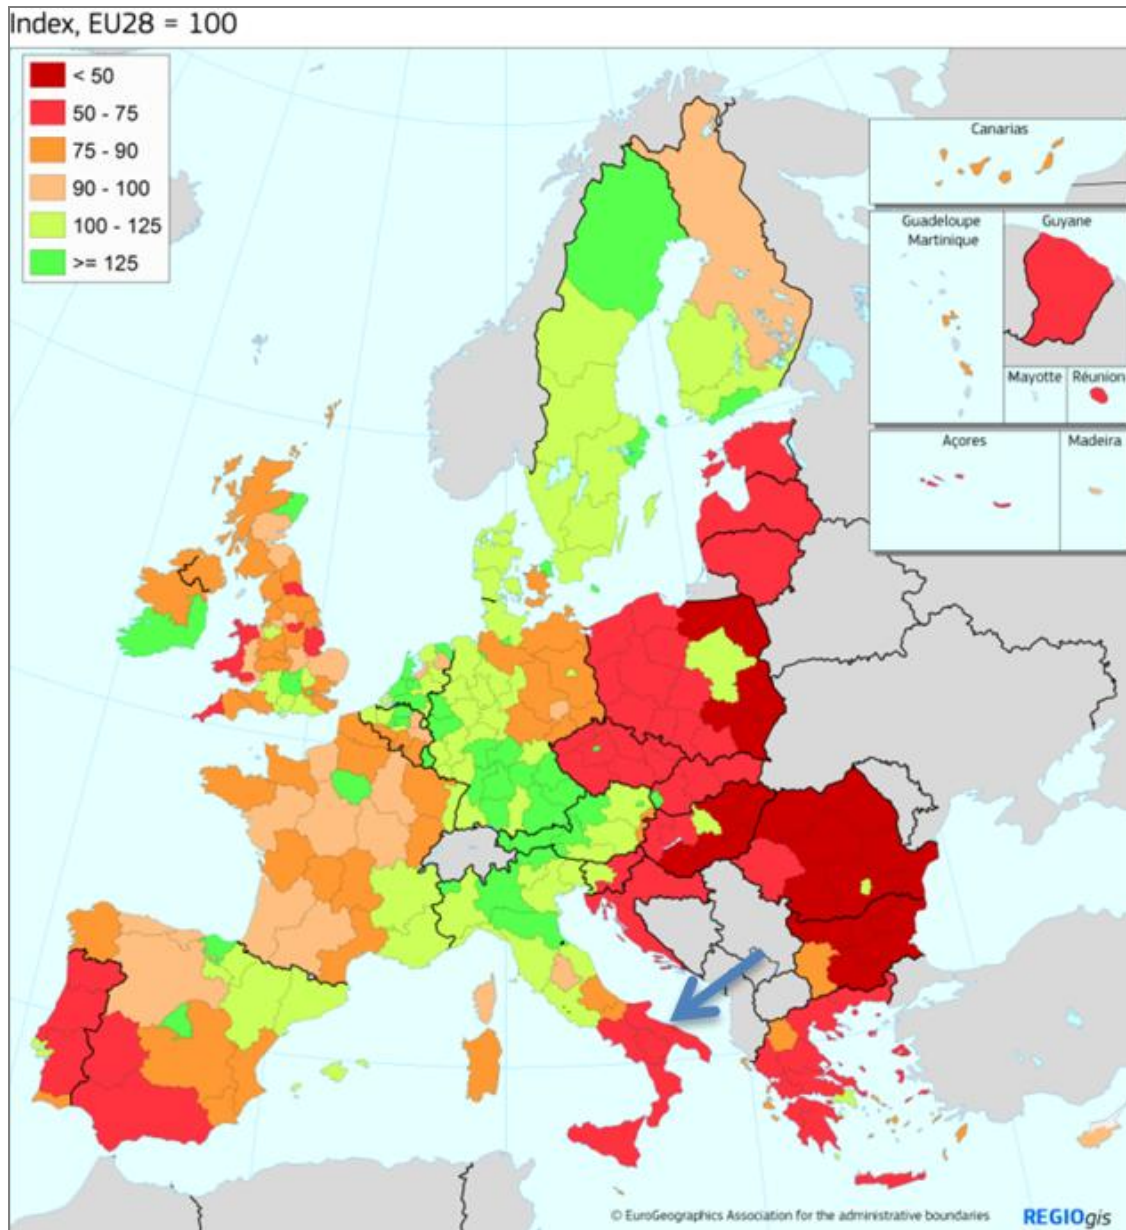 Index, EU28 = 100
< 50
50 - 75
75 - 90
90 - 100
100 - 125
>= 125
Canarias
Guadeloupe
Martinique
Guyane
Mayotte
Réunion
Açores
Madeira
© EuroGeographics Association for the administrative boundaries
REGIOgis